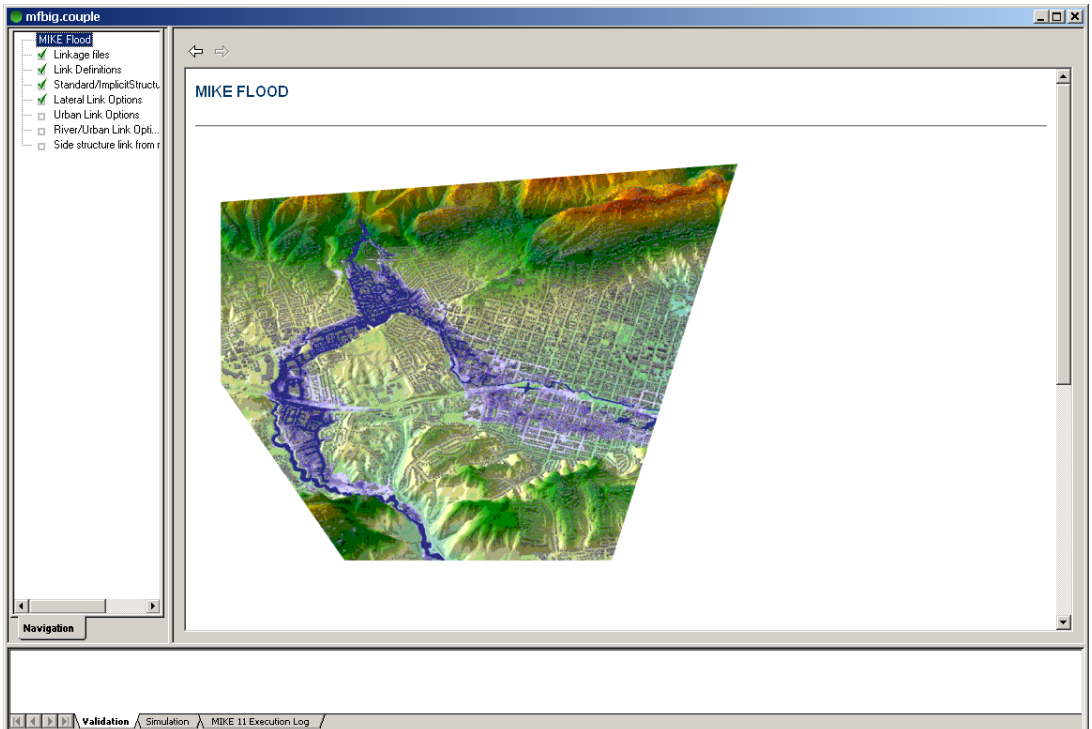 mfbig.couple
MIKE Flood
Linkage files
Link Definitions
Standard/ImplicitStructu
Lateral Link Options
Urban Link Options
River/Urban Link Opti...
Side structure link from r
Navigation
MIKE FLOOD
Validation
Simulation
MIKE 11 Execution Log